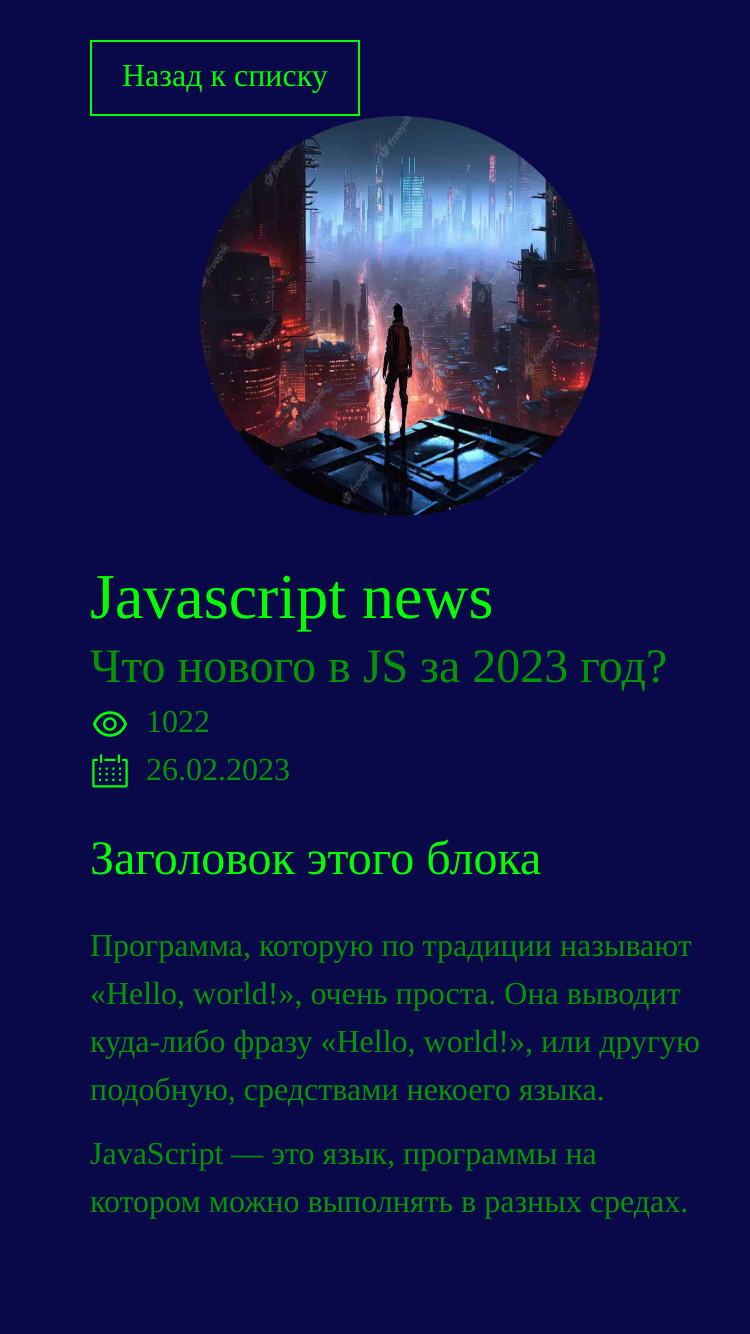 Назад к списку
Javascript news
Что нового в JS за 2023 год?
1022
26.02.2023
Заголовок этого блока
Программа, которую по традиции называют
«Hello, world!», очень проста. Она выводит
куда-либо фразу «Hello, world!», или другую
подобную, средствами некоего языка.
JavaScript — это язык, программы на
котором можно выполнять в разных средах.